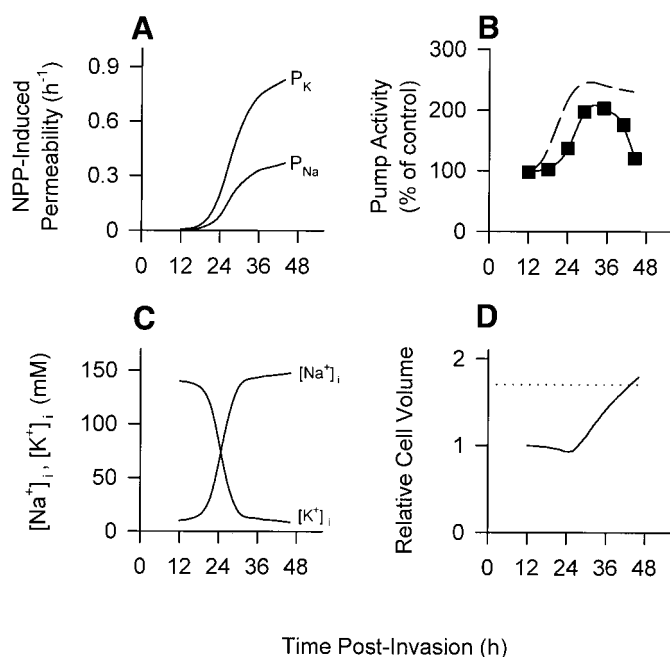 A
NPP-Induced
Permeability (h-1)
0.9
0.6
0.3
0
PK
PNa
0 12 24 36 48
B
Pump Activity
(% of control)
300
200
100
0
0 12 24 36 48
C
[Na+]i, [K+]i (mM)
150
100
50
0
[Na+]i
[K+]i
0 12 24 36 48
D
Relative Cell Volume
2
1
0
0 12 24 36 48
Time Post-Invasion (h)